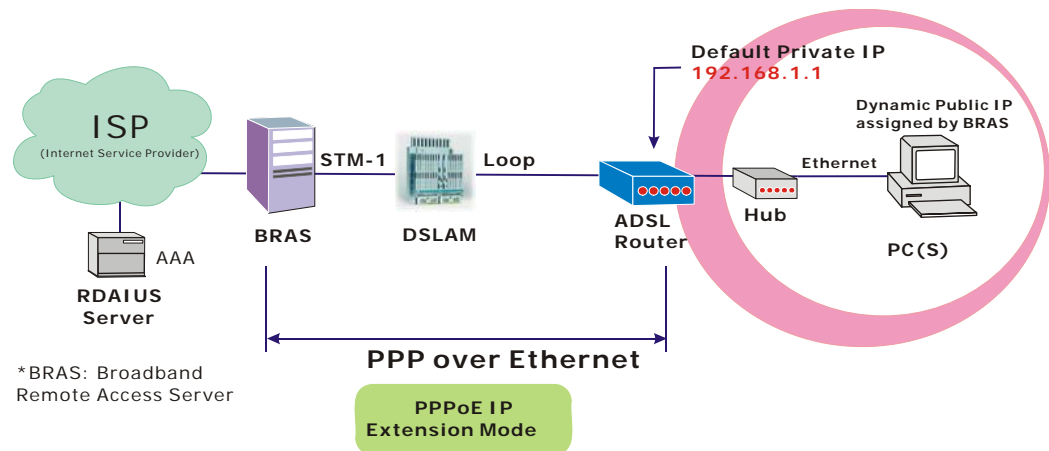 Default Private IP
192.168.1.1
ISP
(Internet Service Provider)
Dynamic Public IP
assigned by BRAS
STM-1
Loop
Ethernet
BRAS
DSLAM
ADSL
Router
Hub
PC(S)
AAA
RDAIUS
Server
PPP over Ethernet
*BRAS: Broadband
Remote Access Server
PPPoE IP
Extension Mode